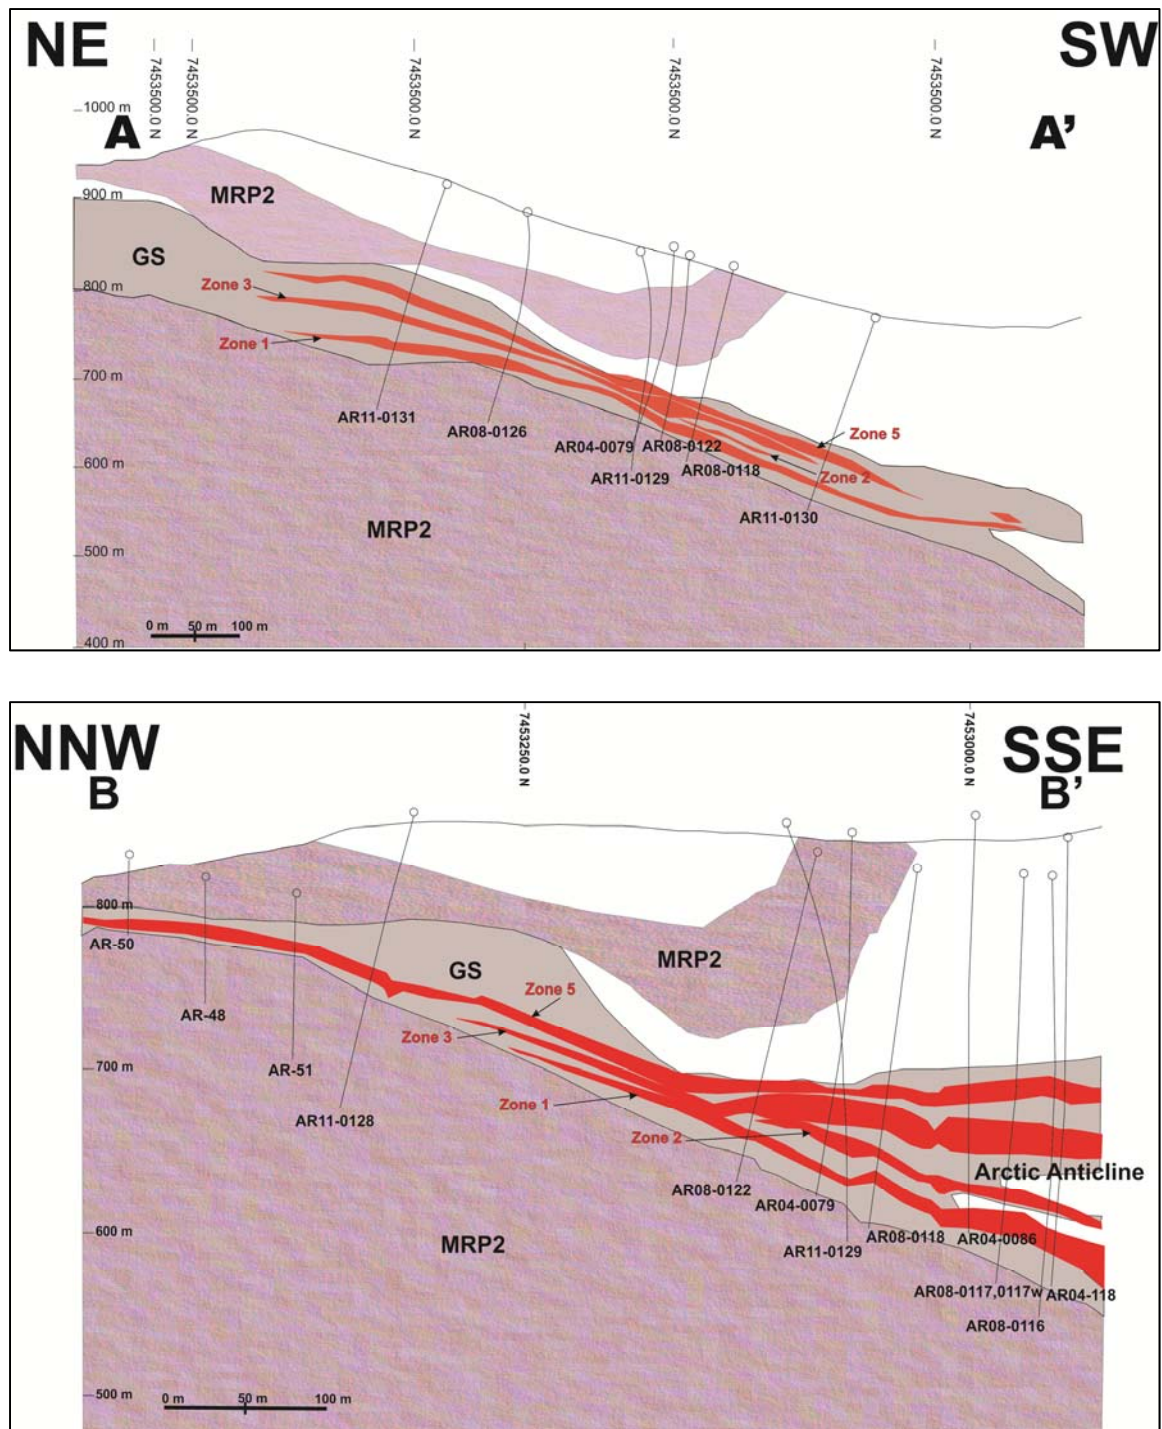 NE
SW
7453500.0 N
7453500.0 N
7453500.0 N
7453500.0 N
7453500.0 N
1000 m
A
A'
900 m
MRP2
GS
800 m
Zone 3
Zone 1
700 m
AR11-0131
AR08-0126
AR04-0079
AR08-0122
Zone 5
600 m
AR11-0129
AR08-0118
Zone 2
AR11-0130
MRP2
500 m
0 m
50 m
100 m
400 m
NNW
B
7453250.0 N
7453000.0 N
SSE
B'
800 m
AR-50
MRP2
GS
Zone 5
AR-48
Zone 3
700 m
AR-51
Zone 1
AR11-0128
Zone 2
Arctic Anticline
AR08-0122
AR04-0079
600 m
MRP2
AR11-0129
AR08-0118
AR04-0086
AR08-0117,0117w
AR04-118
AR08-0116
500 m
0 m
50 m
100 m